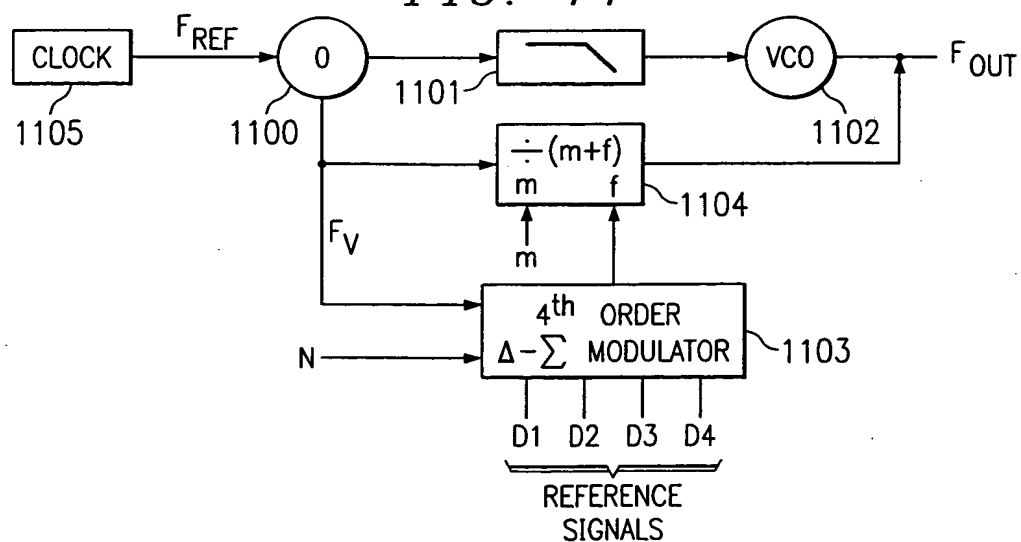 CLOCK
1105
F_REF
0
1100
1101
VCO
1102
F_OUT
÷ (m+f)
m f
1104
m
F_V
4th ORDER
Δ-Σ MODULATOR
1103
N
D1 D2 D3 D4
REFERENCE
SIGNALS